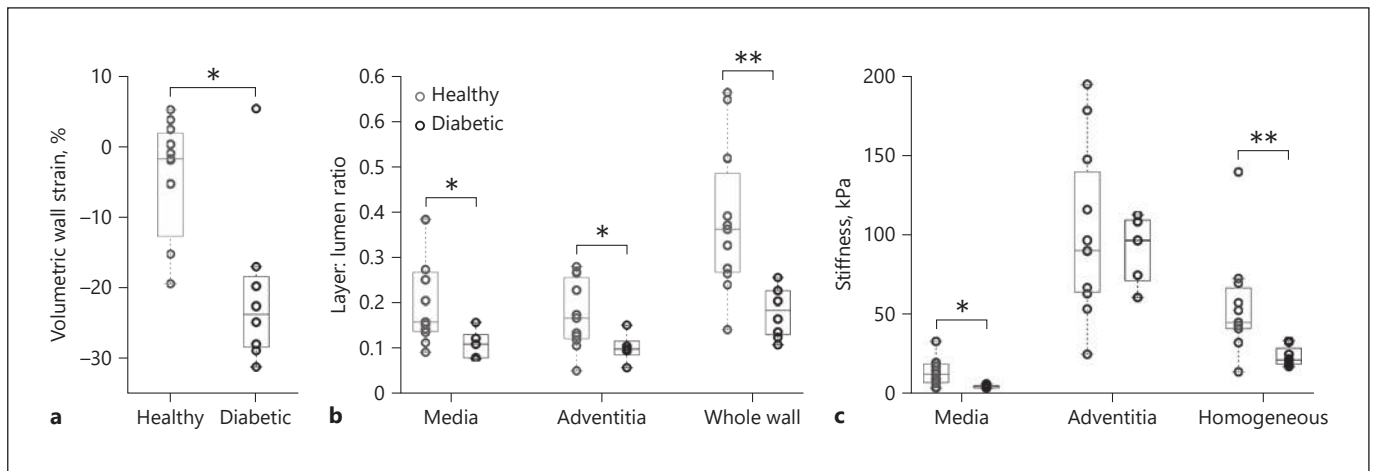 *
10
0
–10
–20
–30
Volumetric wall strain, %
Healthy Diabetic
a
**
*
*
0.6
0.6
0.4
0.3
0.2
0.1
0
Layer: lumen ratio
Healthy
Diabetic
Media Adventitia Whole wall
b
**
*
200
150
100
50
0
Stiffness, kPa
Media Adventitia Homogeneous
c